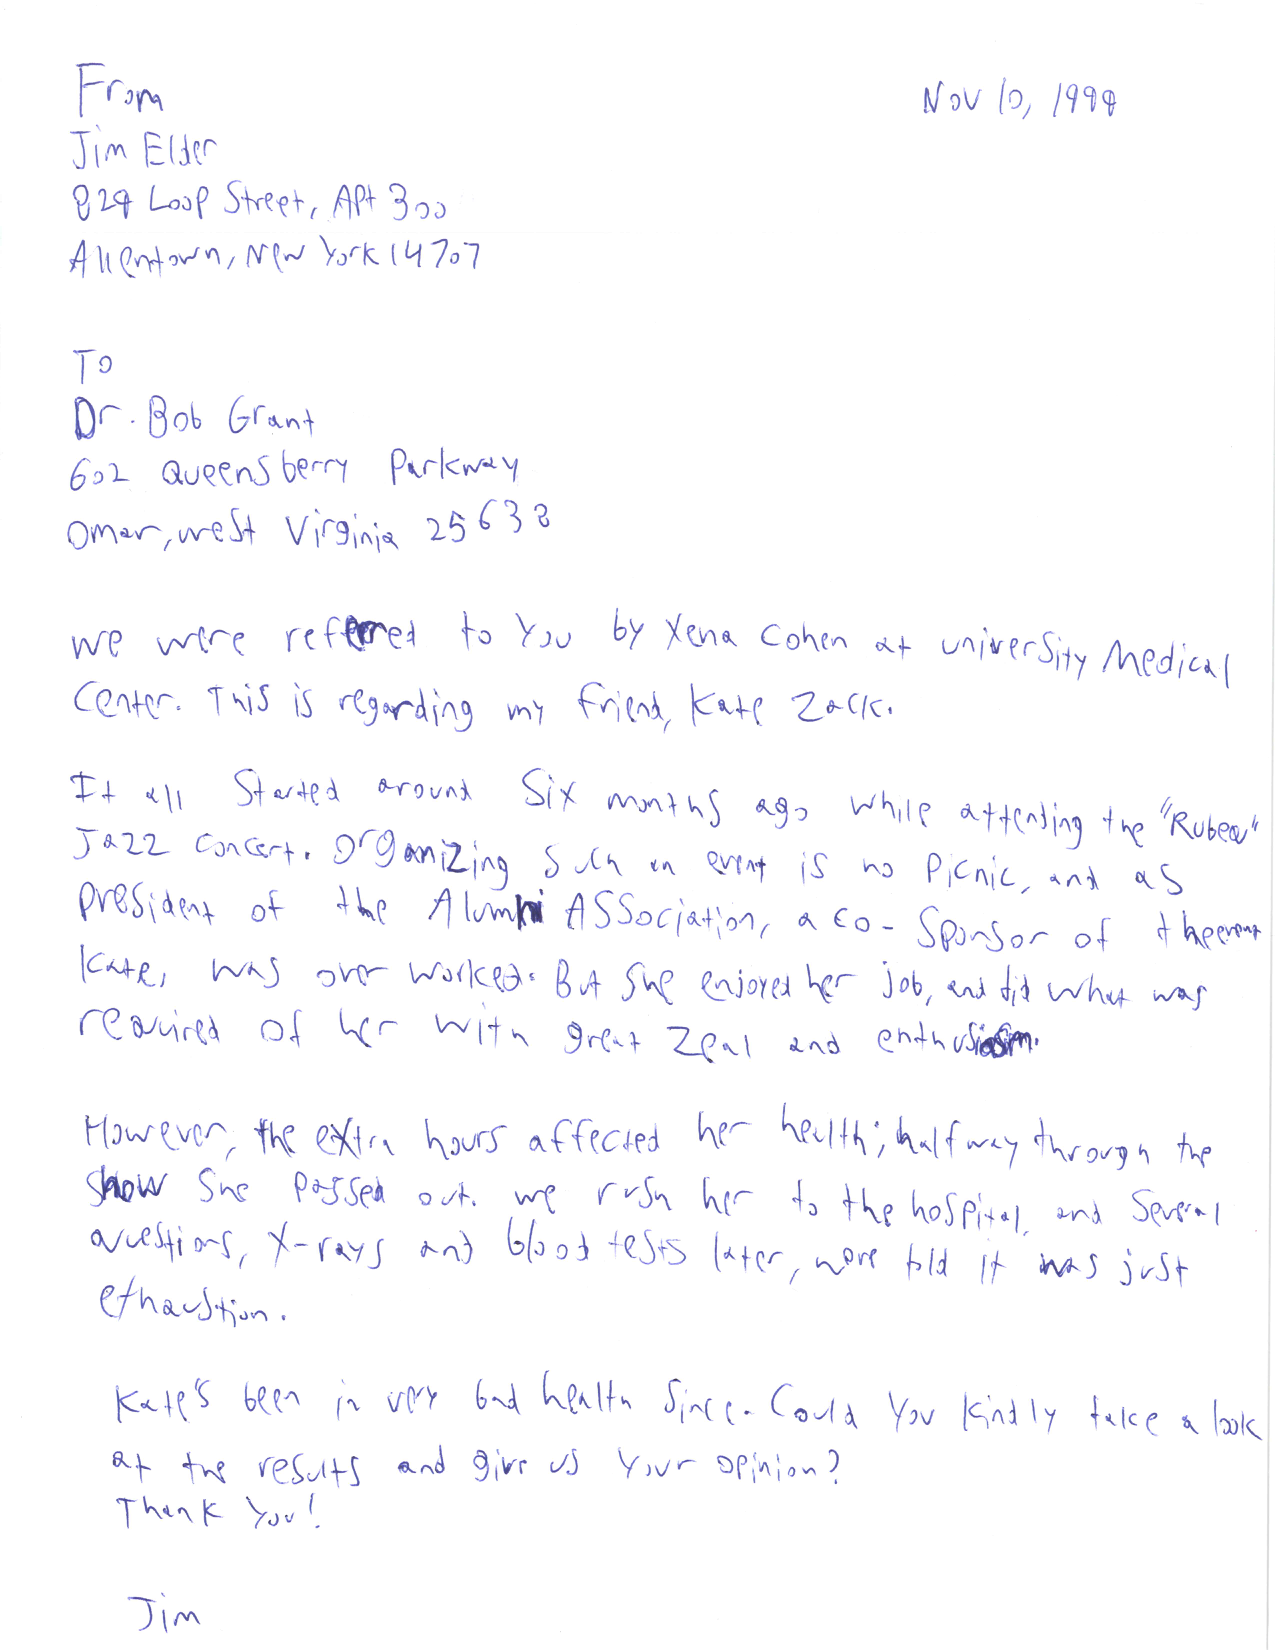 From
Nov 10, 1999
Jim Elder
829 Loop Street, Apt 300
Allentown, New York 14707
To
Dr. Bob Grant
602 Queensberry Parkway
Omar, west Virginia 25638
we were referred to You by Xena Cohen at university Medical
Center. This is regarding my friend, Kate Zack.
It all Started around Six months ago while attending the "Rubeq"
Jazz Concert. Organizing such an event is no Picnic, and as
President of the Alumni Association, a co-Sponsor of the event
Kate, was over worked. But She enjoyed her job, and did what was
required of her with great Zeal and enthusiasm.
However, the extra hours affected her health; halfway through the
show She passed out. we rush her to the hospital, and several
questions, X-rays and blood tests later, were told it was just
exhaustion.
Kate's been in very bad health Since. Could You kindly take a look
at the results and give us Your opinion?
Thank You!
Jim